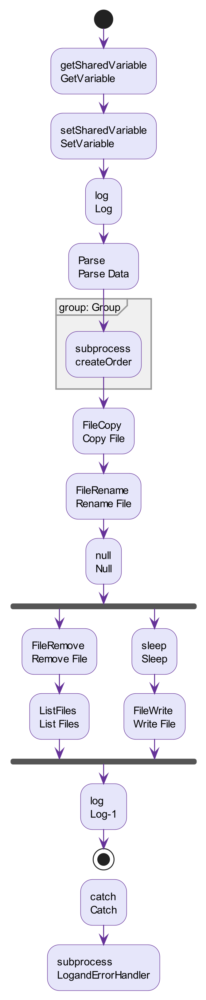 getSharedVariable
GetVariable
setSharedVariable
SetVariable
log
Log
Parse
Parse Data
group: Group
subprocess
createOrder
FileCopy
Copy File
FileRename
Rename File
null
Null
FileRemove
Remove File
sleep
Sleep
ListFiles
List Files
FileWrite
Write File
log
Log-1
catch
Catch
subprocess
LogandErrorHandler